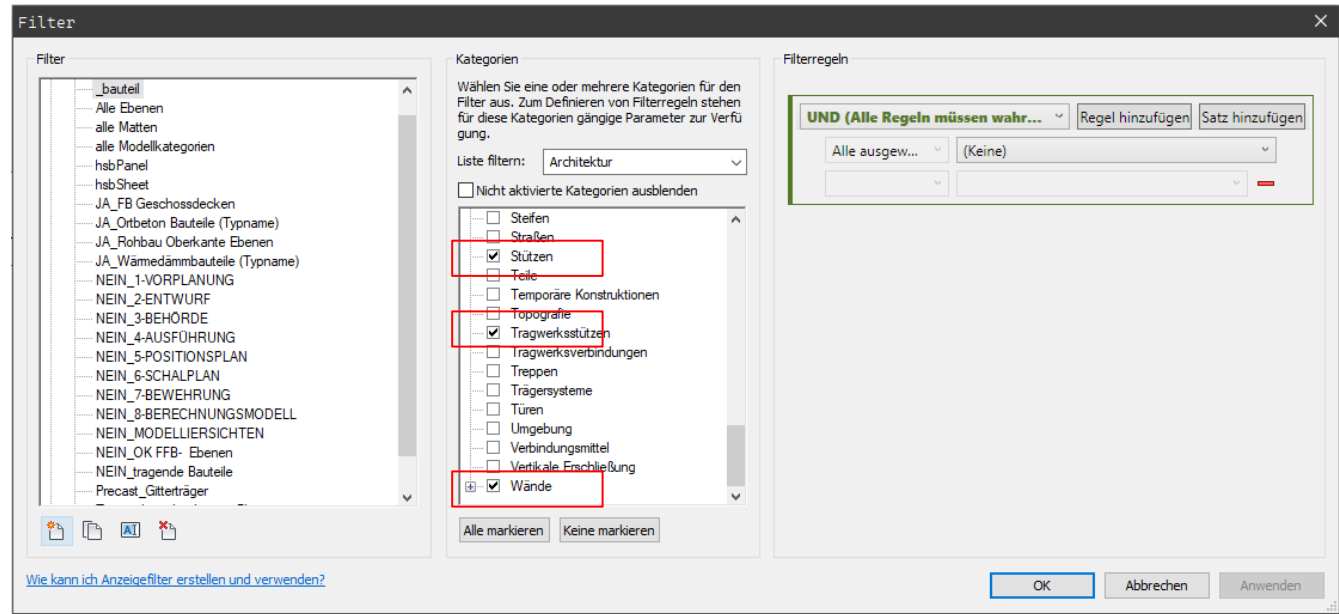 Filter
Filter
_bauteil
Alle Ebenen
alle Matten
alle Modellkategorien
hsbPanel
hsbSheet
JA_FB Geschossdecken
JA_Ortbeton Bauteile (Typname)
JA_Rohbau Oberkante Ebenen
JA_Wärmedämmbauteile (Typname)
NEIN_1-VORPLANUNG
NEIN_2-ENTWURF
NEIN_3-BEHÖRDE
NEIN_4-AUSFÜHRUNG
NEIN_5-POSITIONSPLAN
NEIN_6-SCHALPLAN
NEIN_7-BEWEHRUNG
NEIN_8-BERECHNUNGSMODELL
NEIN_MODELLIERSICHTEN
NEIN_OK FFB- Ebenen
NEIN_tragende Bauteile
Precast_Gitterträger
Kategorien
Wählen Sie eine oder mehrere Kategorien für den
Filter aus. Zum Definieren von Filterregeln stehen
für diese Kategorien gängige Parameter zur Verfü
gung.
Liste filtern: Architektur
Nicht aktivierte Kategorien ausblenden
Steifen
Straßen
Stützen
Teile
Temporäre Konstruktionen
Topografie
Tragwerksstützen
Tragwerksverbindungen
Treppen
Trägersysteme
Türen
Umgebung
Verbindungsmittel
Vertikale Erschließung
Wände
Alle markieren Keine markieren
Filterregeln
UND (Alle Regeln müssen wahr... Regel hinzufügen Satz hinzufügen
Alle ausgew... (Keine)
Wie kann ich Anzeigefilter erstellen und verwenden?
OK Abbrechen Anwenden